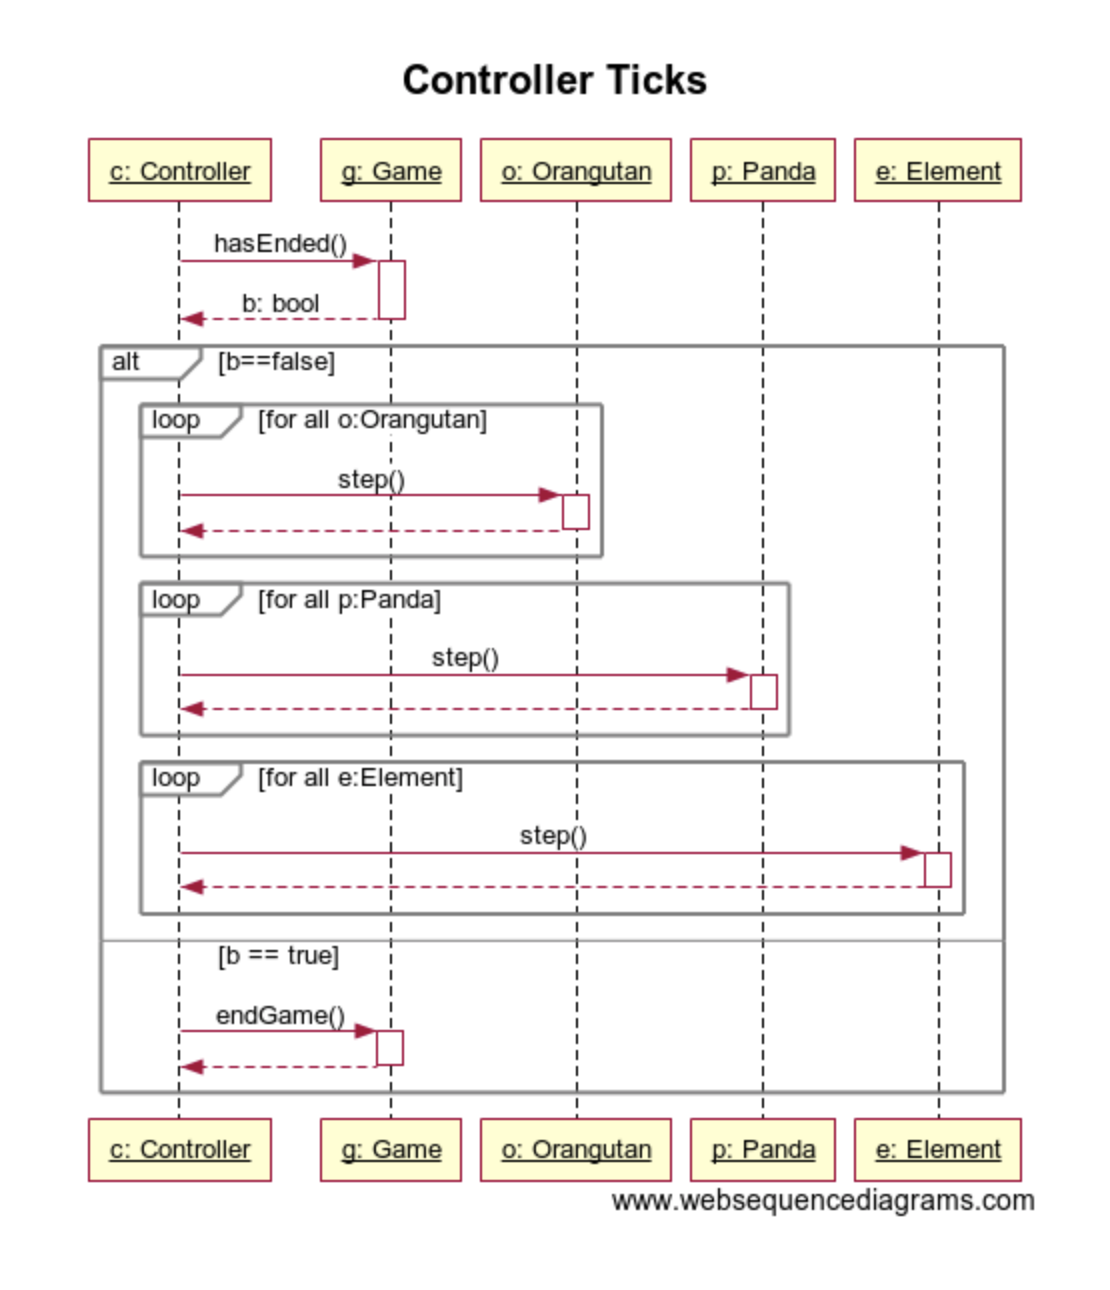 Controller Ticks
c: Controller g: Game o: Orangutan p: Panda e: Element
hasEnded()
b: bool
alt [b==false]
loop [for all o:Orangutan]
step()
loop [for all p:Panda]
step()
loop [for all e:Element]
step()
[b == true]
endGame()
c: Controller g: Game o: Orangutan p: Panda e: Element
www.websequencediagrams.com